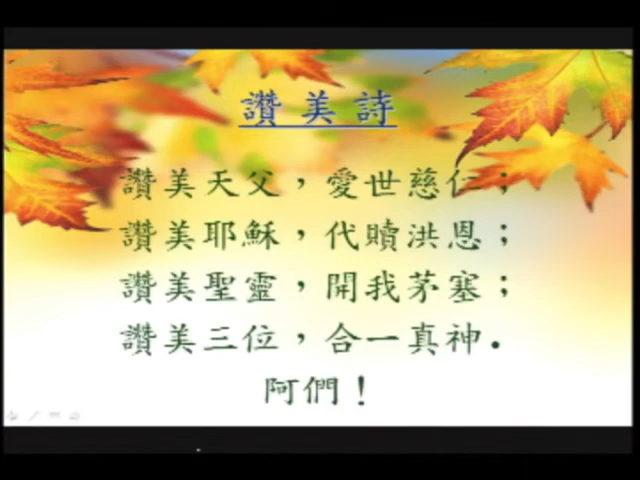 讚美詩
讚美天父，愛世慈仁；
讚美耶穌，代贖洪恩；
讚美聖靈，開我茅塞；
讚美三位，合一真神.
阿們！